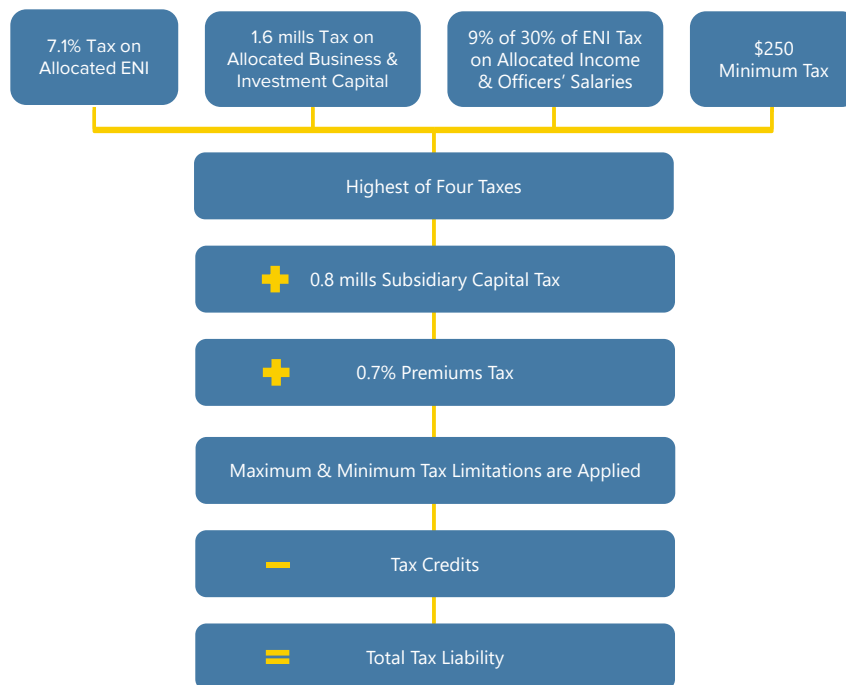 7.1% Tax on
Allocated ENI
1.6 mills Tax on
Allocated Business &
Investment Capital
9% of 30% of ENI Tax
on Allocated Income
& Officers’ Salaries
$250
Minimum Tax
Highest of Four Taxes
+ 0.8 mills Subsidiary Capital Tax
+ 0.7% Premiums Tax
Maximum & Minimum Tax Limitations are Applied
– Tax Credits
= Total Tax Liability